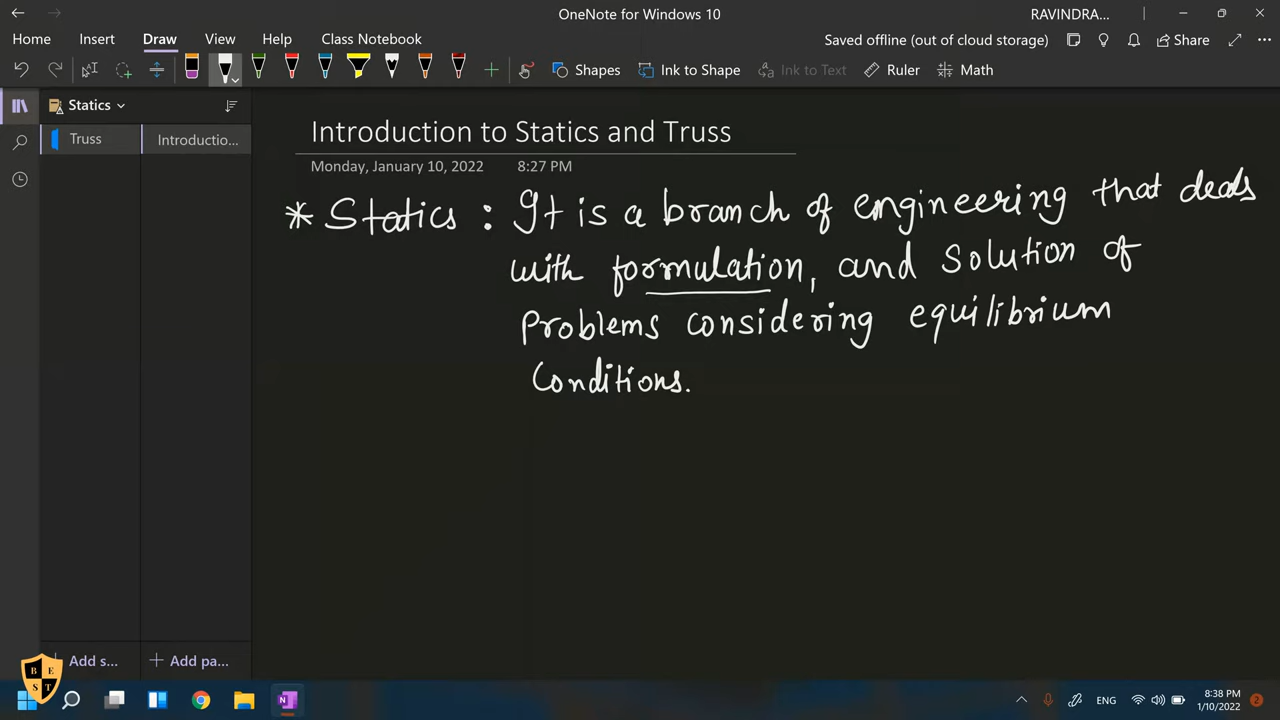 OneNote for Windows 10
RAVINDRA...
Home Insert Draw View Help Class Notebook
Saved offline (out of cloud storage) Share
Shapes Ink to Shape Ink to Text Ruler Math
Statics
Truss
Introductio...
Introduction to Statics and Truss
Monday, January 10, 2022 8:27 PM
* Statics : It is a branch of engineering that deals
with formulation, and solution of
problems considering equilibrium
conditions.
+ Add s... + Add pa...
B E
S T
N
ENG
8:38 PM
1/10/2022
2